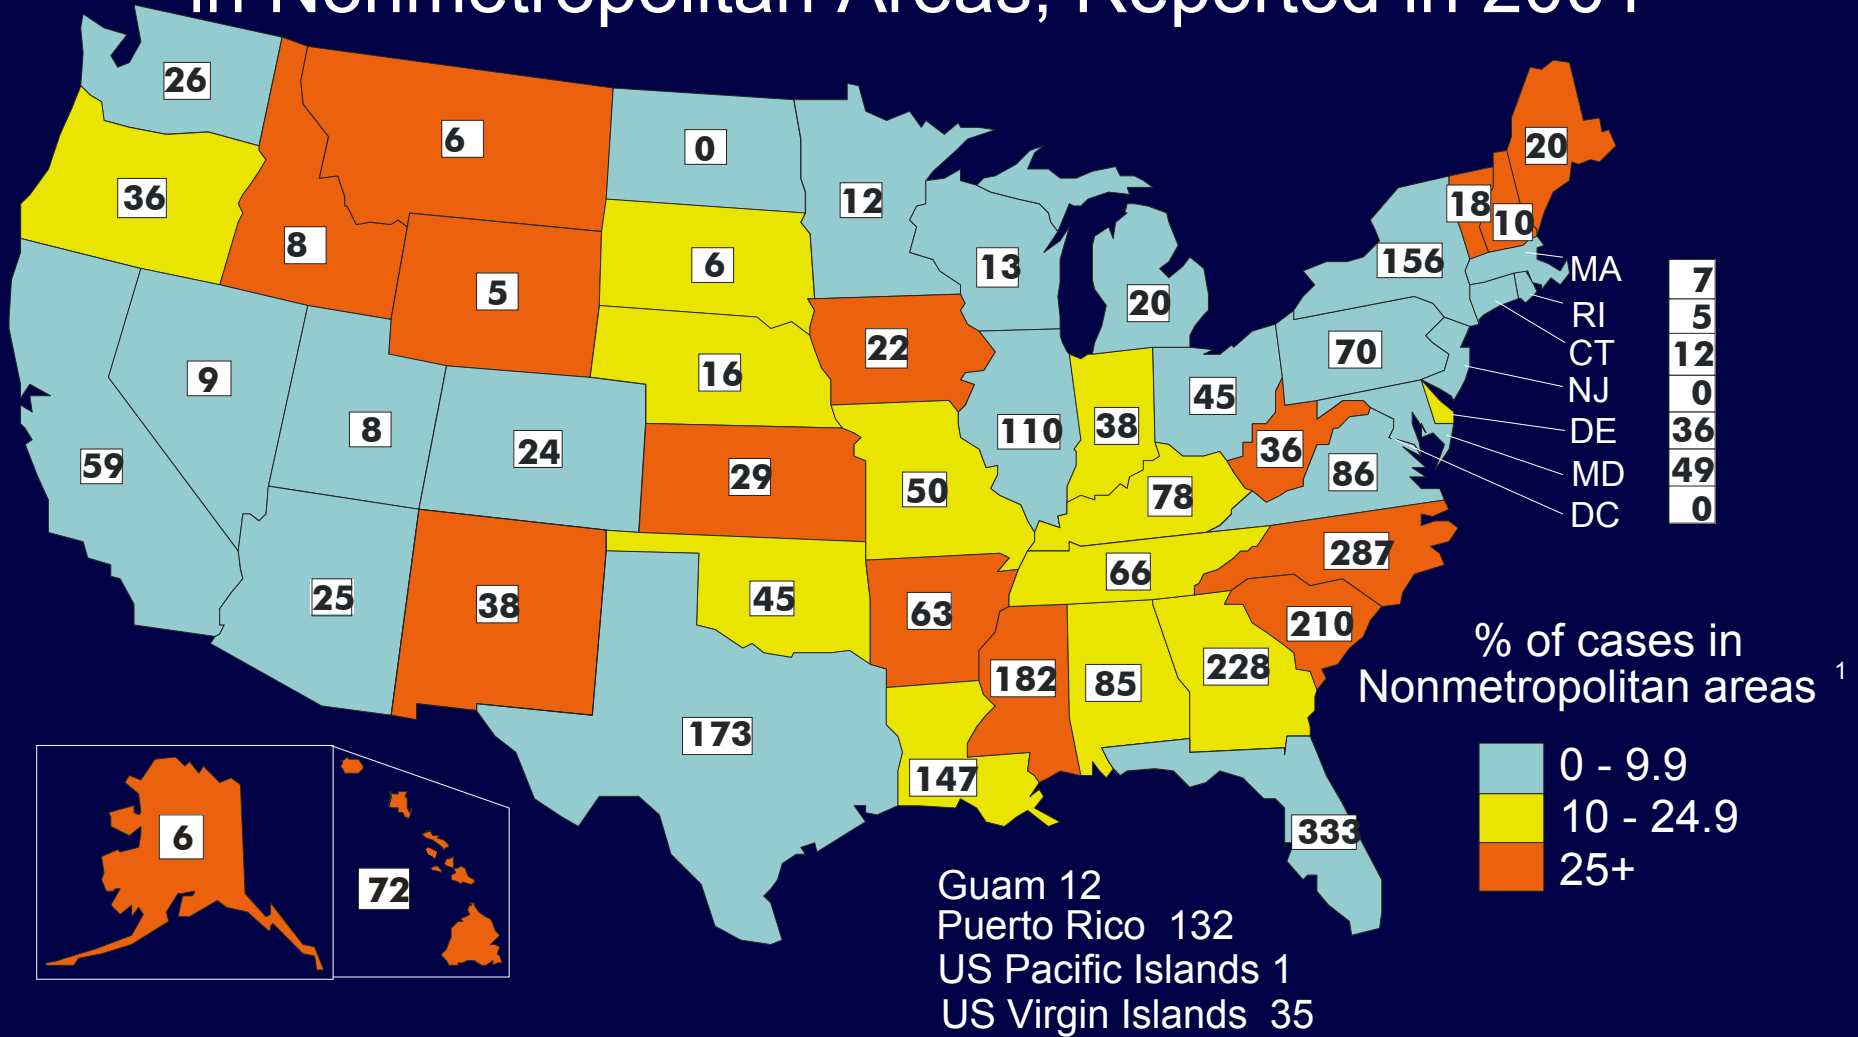 in Nonmetropolitan Areas, Reported in 2001
26
6
0
12
20
36
8
18
10
156
6
13
5
20
MA 7
RI 5
22
70
CT 12
9
16
NJ 0
45
8
38
110
DE 36
24
36
59
29
86
MD 49
50
78
DC 0
287
66
25
38
45
63
210
% of cases in
228
182
85
Nonmetropolitan areas 1
173
147
0 - 9.9
10 - 24.9
333
6
25+
72
Guam 12
Puerto Rico 132
US Pacific Islands 1
US Virgin Islands 35